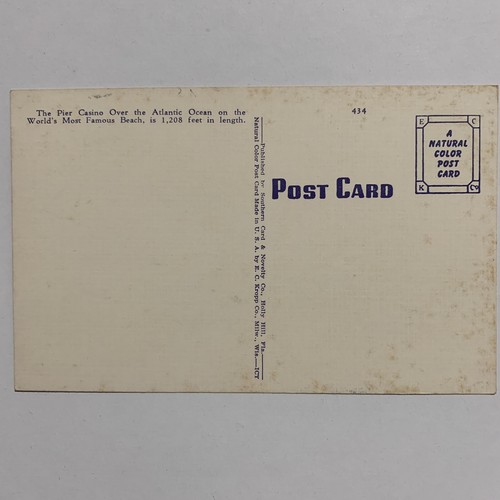 The Pier Casino Over the Atlantic Ocean on the
World's Most Famous Beach, is 1,208 feet in length.
—Published by Southern Card & Novelty Co., Holly Hill, Fla.—
Natural Color Post Card Made in U. S. A. by E. C. Kropp Co., Milw., Wis.—ICT
434
POST CARD
E C
A
NATURAL
COLOR
POST
CARD
K Co